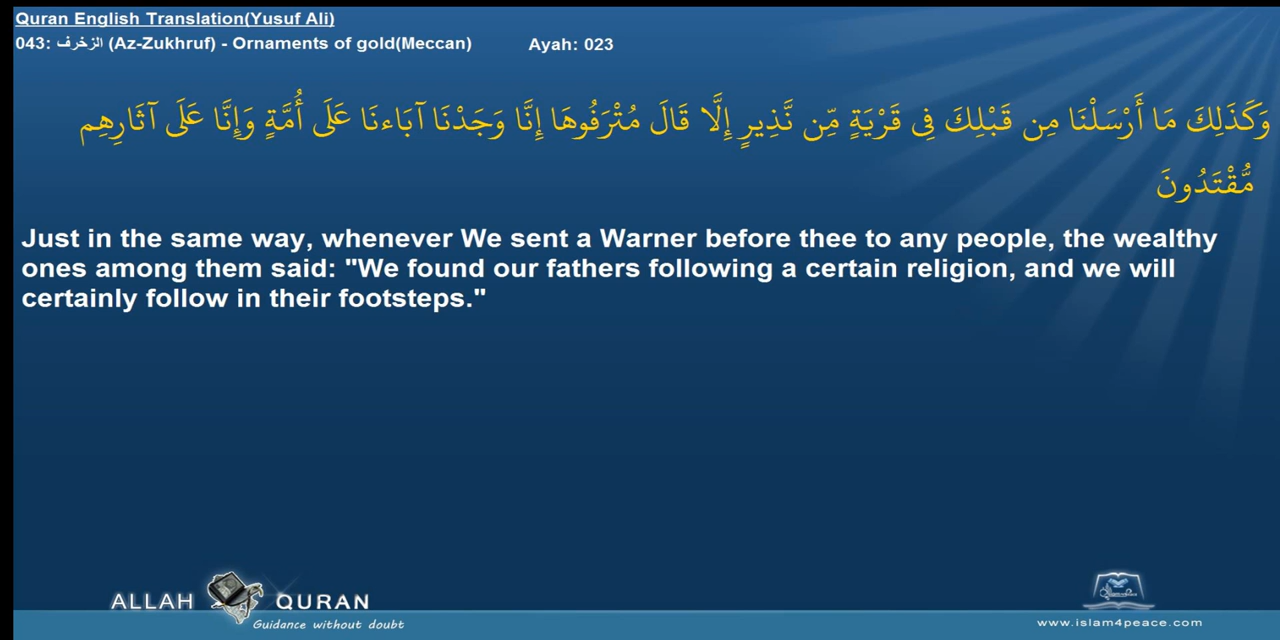 Quran English Translation(Yusuf Ali)
043: الزخرف (Az-Zukhruf) - Ornaments of gold(Meccan) Ayah: 023
وَكَذَلِكَ مَا أَرْسَلْنَا مِن قَبْلِكَ فِي قَرْيَةٍ مِّن نَّذِيرٍ إِلَّا قَالَ مُتْرَفُوهَا إِنَّا وَجَدْنَا آبَاءنَا عَلَى أُمَّةٍ وَإِنَّا عَلَى آثَارِهِم
مُّقْتَدُونَ
Just in the same way, whenever We sent a Warner before thee to any people, the wealthy
ones among them said: "We found our fathers following a certain religion, and we will
certainly follow in their footsteps."
ALLAH QURAN
Guidance without doubt
www.islam4peace.com